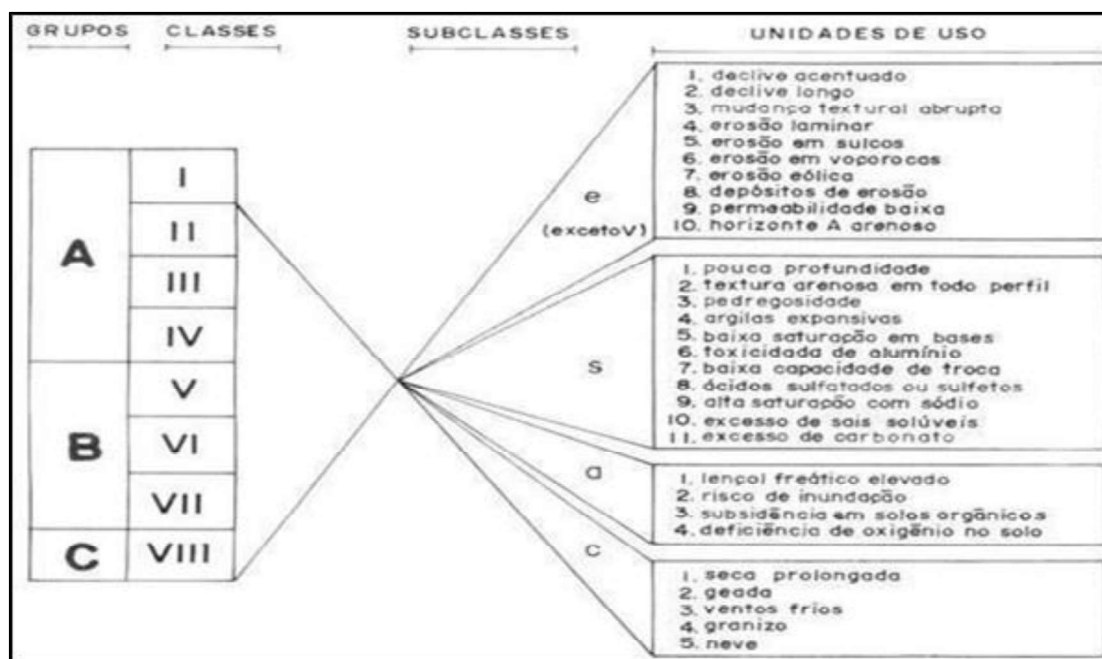 GRUPOS CLASSES SUBCLASSES UNIDADES DE USO
A
I
II
III
IV
B
V
VI
VII
C
VIII
e
(excetoV)
1. declive acentuado
2. declive longo
3. mudança textural abrupta
4. erosão laminar
5. erosão em sulcos
6. erosão em voporocas
7. erosão eólica
8. depósitos de erosão
9. permeabilidade baixa
10. horizonte A arenoso
s
1. pouca profundidade
2. textura arenosa em todo perfil
3. pedregosidade
4. argilas expansivas
5. baixa saturação em bases
6. toxicidada de alumínio
7. baixa capacidade de troca
8. ácidos sulfatados ou sulfetos
9. alta saturação com sódio
10. excesso de sais solúveis
11. excesso de carbonato
a
1. lençol freático elevado
2. risco de inundação
3. subsidência em solos orgânicos
4. deficiência de oxigênio no solo
c
1. seca prolongada
2. geada
3. ventos frios
4. granizo
5. neve